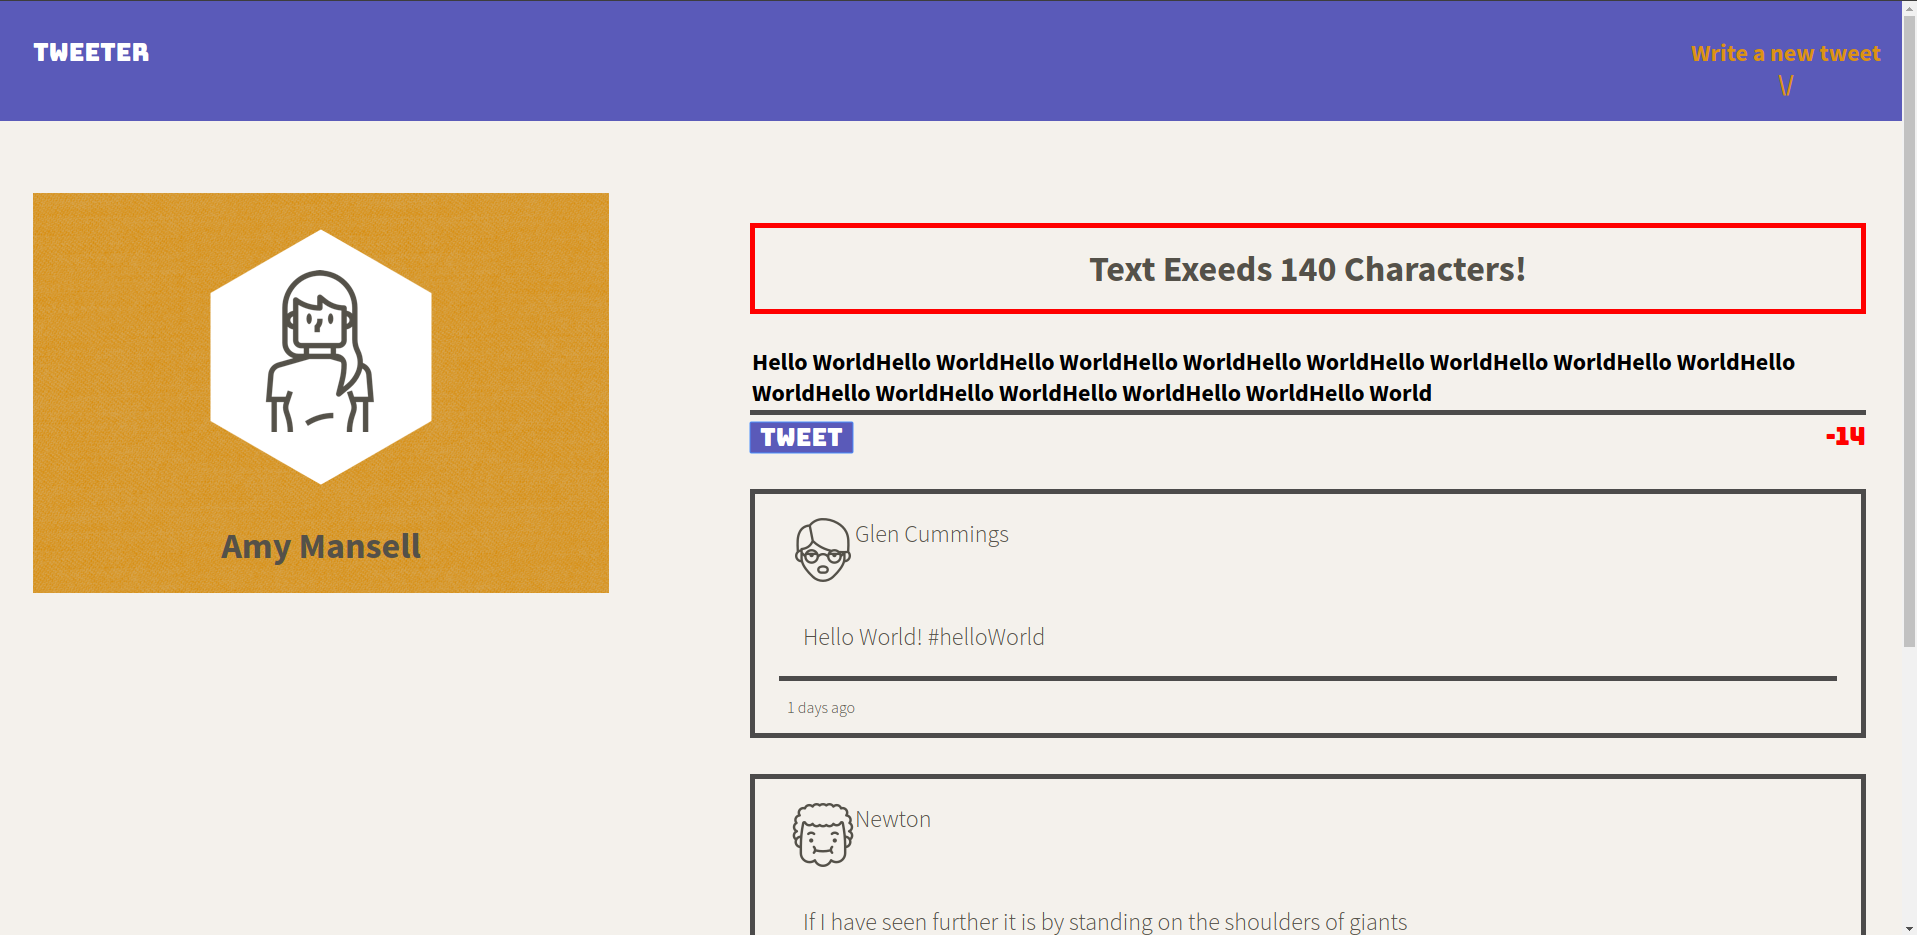 TWEETER
Write a new tweet
\/
Amy Mansell
Text Exeeds 140 Characters!
Hello WorldHello WorldHello WorldHello WorldHello WorldHello WorldHello WorldHello WorldHello
WorldHello WorldHello WorldHello WorldHello WorldHello World
TWEET
-14
Glen Cummings
Hello World! #helloWorld
1 days ago
Newton
If I have seen further it is by standing on the shoulders of giants